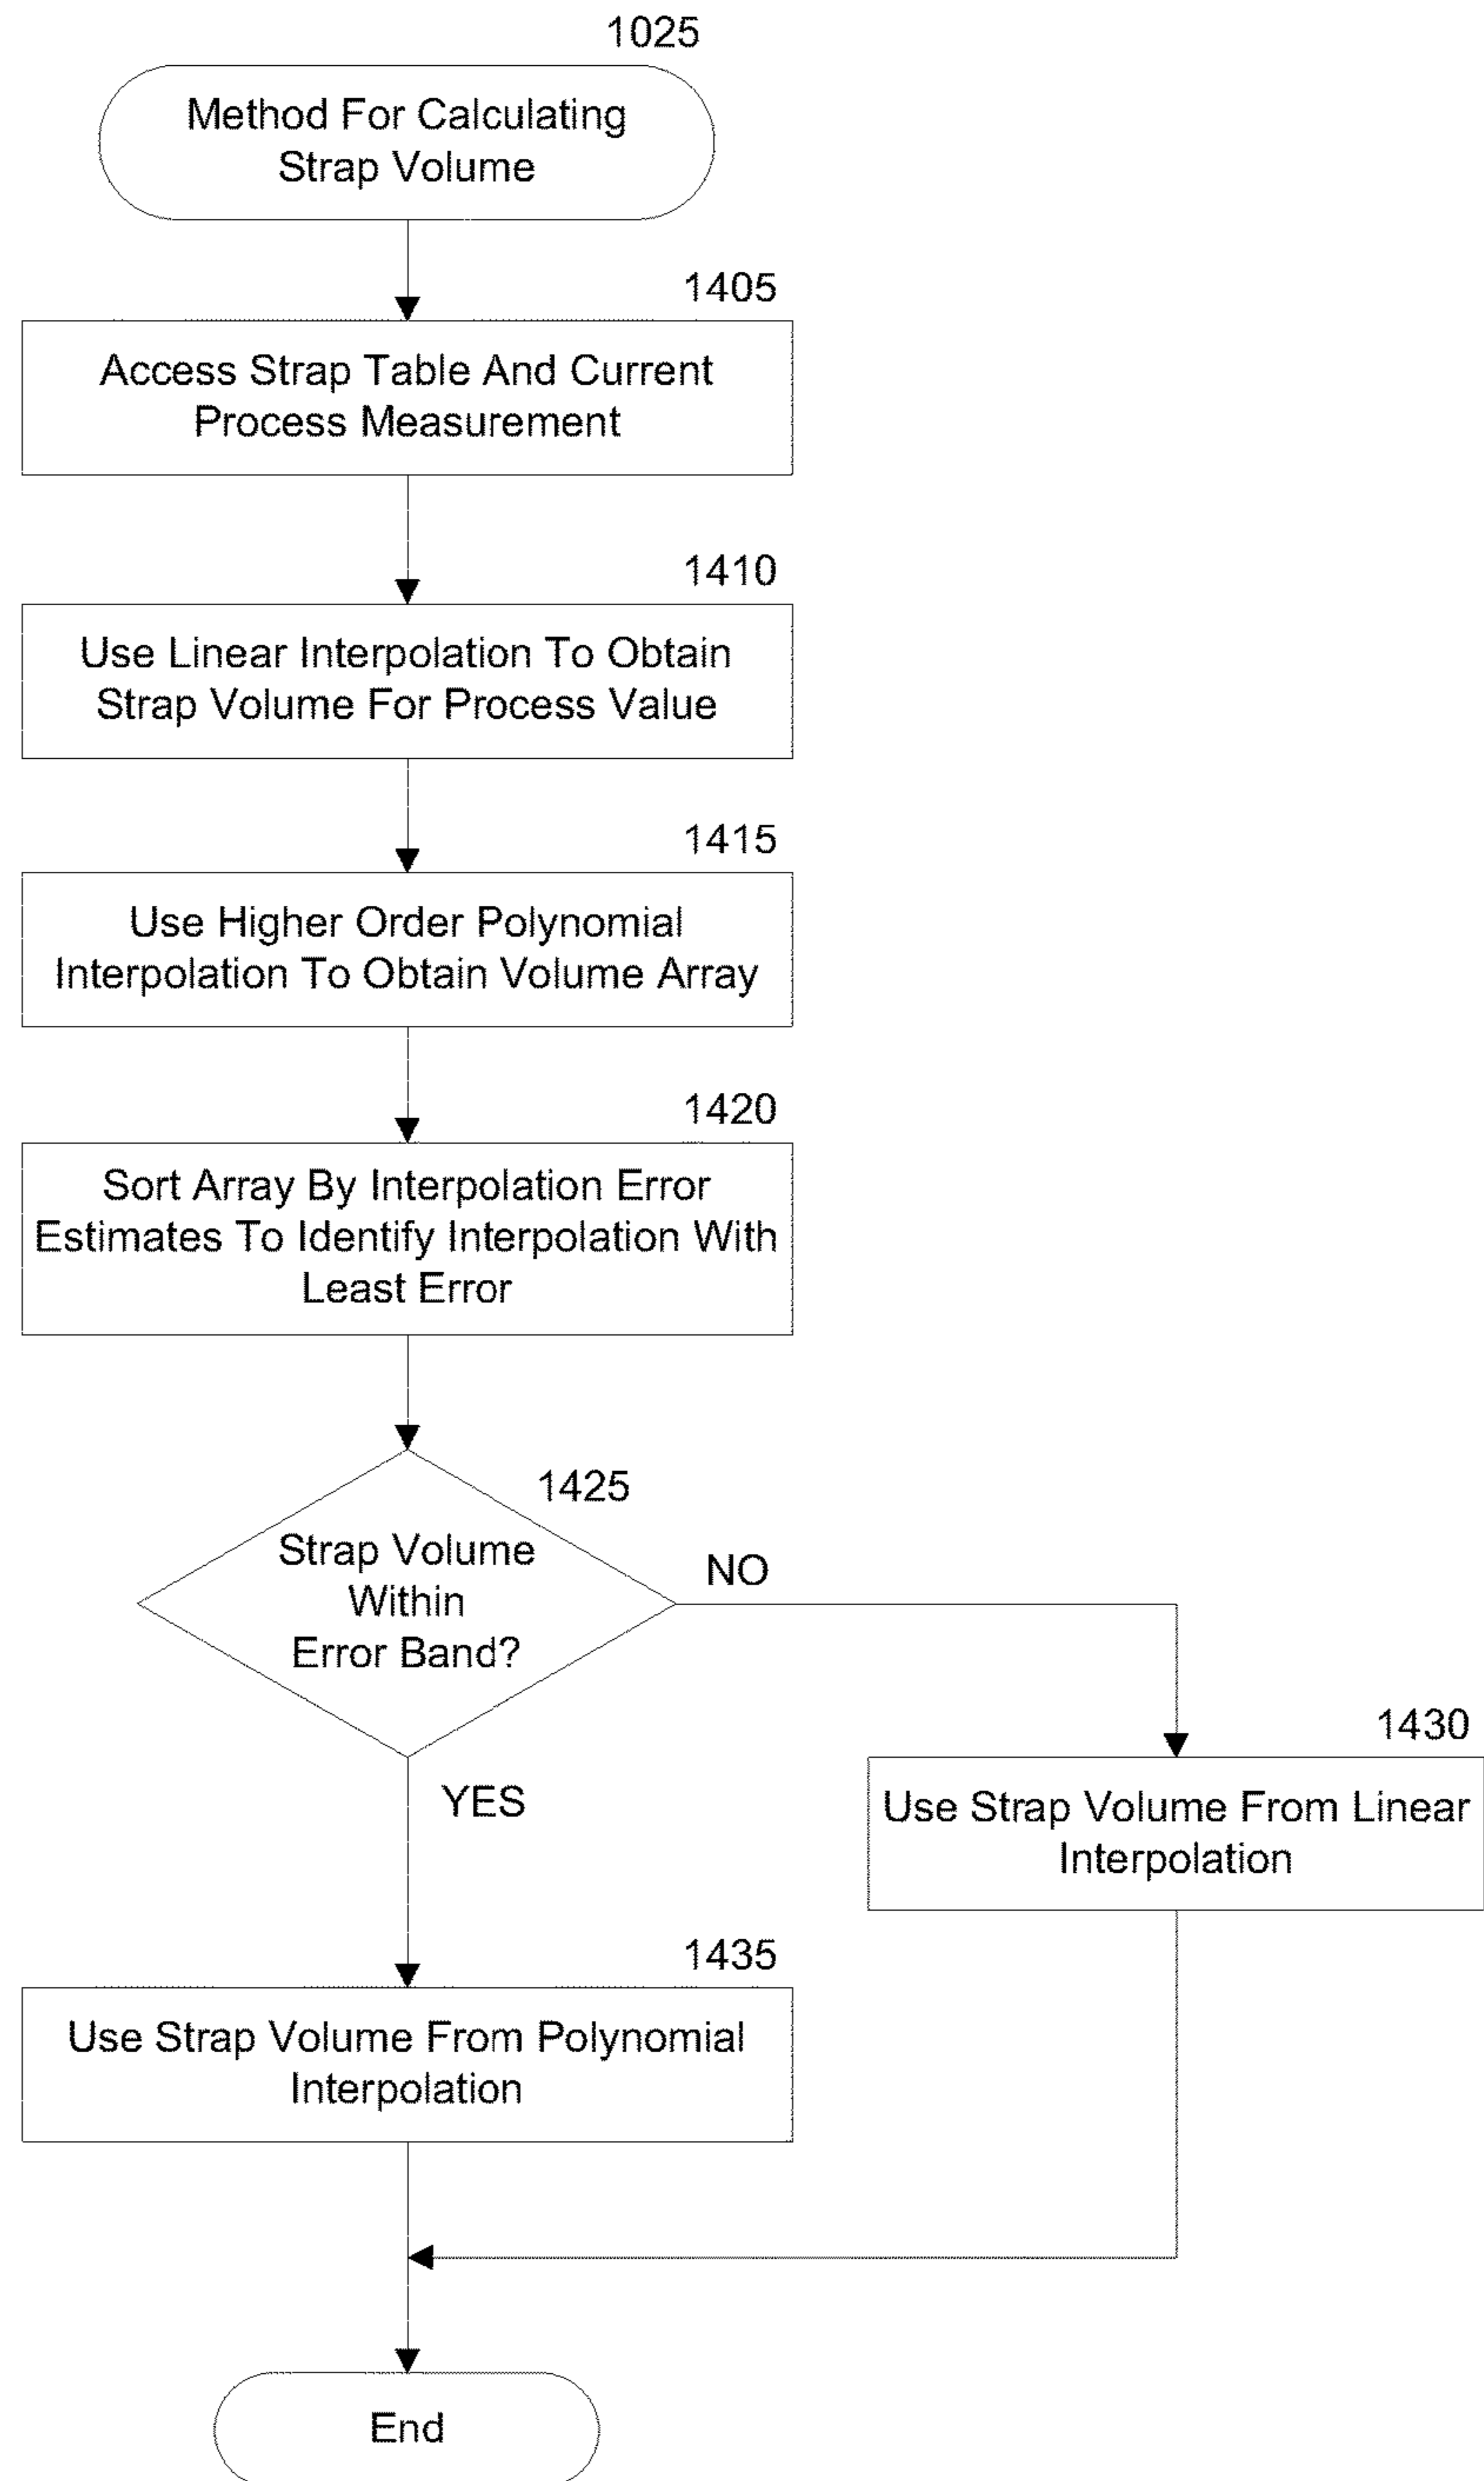 1025
Method For Calculating
Strap Volume
1405
Access Strap Table And Current
Process Measurement
1410
Use Linear Interpolation To Obtain
Strap Volume For Process Value
1415
Use Higher Order Polynomial
Interpolation To Obtain Volume Array
1420
Sort Array By Interpolation Error
Estimates To Identify Interpolation With
Least Error
1425
Strap Volume
Within
Error Band?
NO
YES
1430
Use Strap Volume From Linear
Interpolation
1435
Use Strap Volume From Polynomial
Interpolation
End